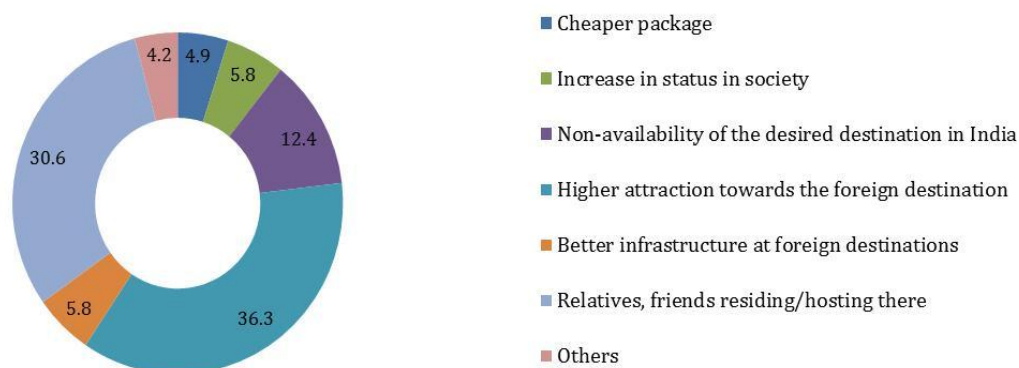 4.2
4.9
5.8
12.4
30.6
5.8
36.3
Cheaper package
Increase in status in society
Non-availability of the desired destination in India
Higher attraction towards the foreign destination
Better infrastructure at foreign destinations
Relatives, friends residing/hosting there
Others